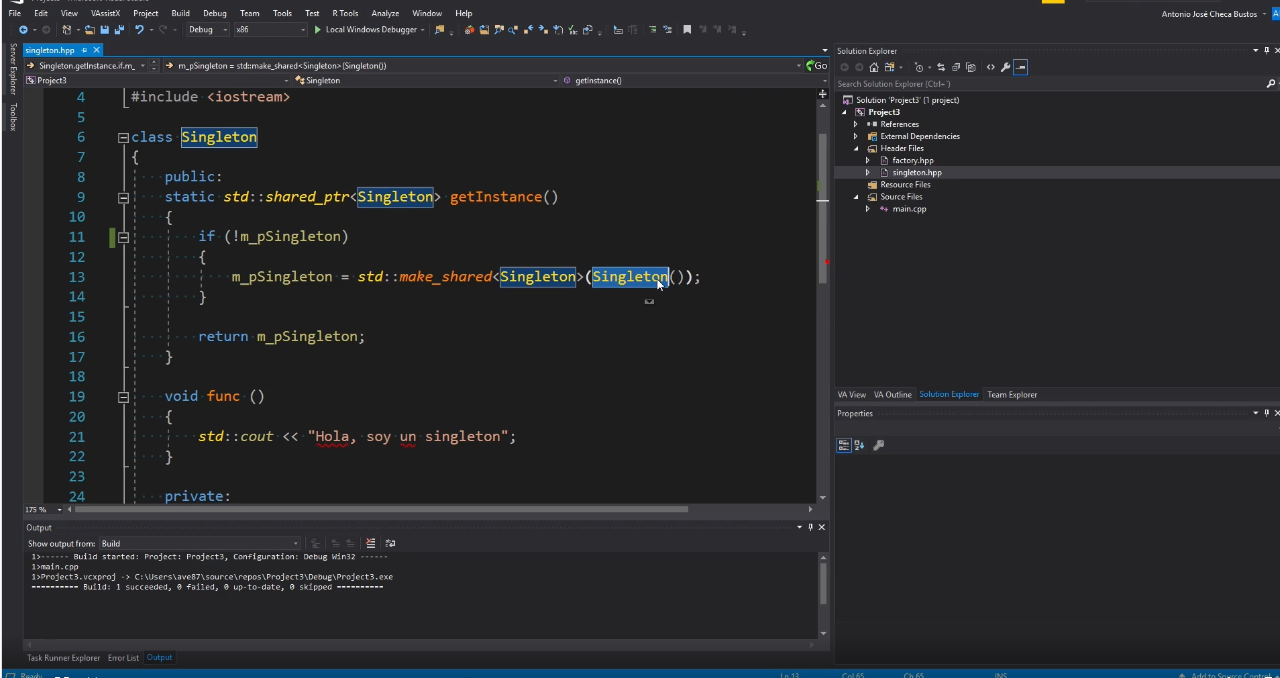 File Edit View VAssistX Project Build Debug Team Tools Test R Tools Analyze Window Help
Antonio José Checa Bustos
Debug x86 Local Windows Debugger
singleton.hpp
Singleton.getInstance.if.m_ m_pSingleton = std::make_shared<Singleton>(Singleton()) Go
Project3 Singleton getInstance()
Server Explorer
Toolbox
4 #include <iostream>
5
6 class Singleton
7 {
8 public:
9 static std::shared_ptr<Singleton> getInstance()
10 {
11 if (!m_pSingleton)
12 {
13 m_pSingleton = std::make_shared<Singleton>(Singleton());
14 }
15
16 return m_pSingleton;
17 }
18
19 void func ()
20 {
21 std::cout << "Hola, soy un singleton";
22 }
23
24 private:
175 %
Output
Show output from: Build
1>------ Build started: Project: Project3, Configuration: Debug Win32 ------
1>main.cpp
1>Project3.vcxproj -> C:\Users\ave87\source\repos\Project3\Debug\Project3.exe
========== Build: 1 succeeded, 0 failed, 0 up-to-date, 0 skipped ==========
Task Runner Explorer Error List Output
Solution Explorer
Search Solution Explorer (Ctrl+¨)
Solution 'Project3' (1 project)
Project3
References
External Dependencies
Header Files
factory.hpp
singleton.hpp
Resource Files
Source Files
main.cpp
VA View VA Outline Solution Explorer Team Explorer
Properties
Ready Ln 13 Col 65 Ch 65 INS Add to Source Control